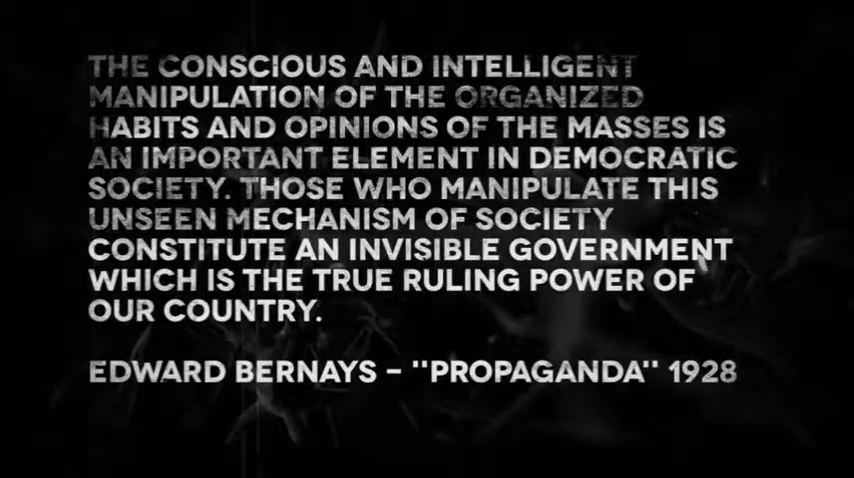 THE CONSCIOUS AND INTELLIGENT
MANIPULATION OF THE ORGANIZED
HABITS AND OPINIONS OF THE MASSES IS
AN IMPORTANT ELEMENT IN DEMOCRATIC
SOCIETY. THOSE WHO MANIPULATE THIS
UNSEEN MECHANISM OF SOCIETY
CONSTITUTE AN INVISIBLE GOVERNMENT
WHICH IS THE TRUE RULING POWER OF
OUR COUNTRY.
EDWARD BERNAYS – "PROPAGANDA" 1928